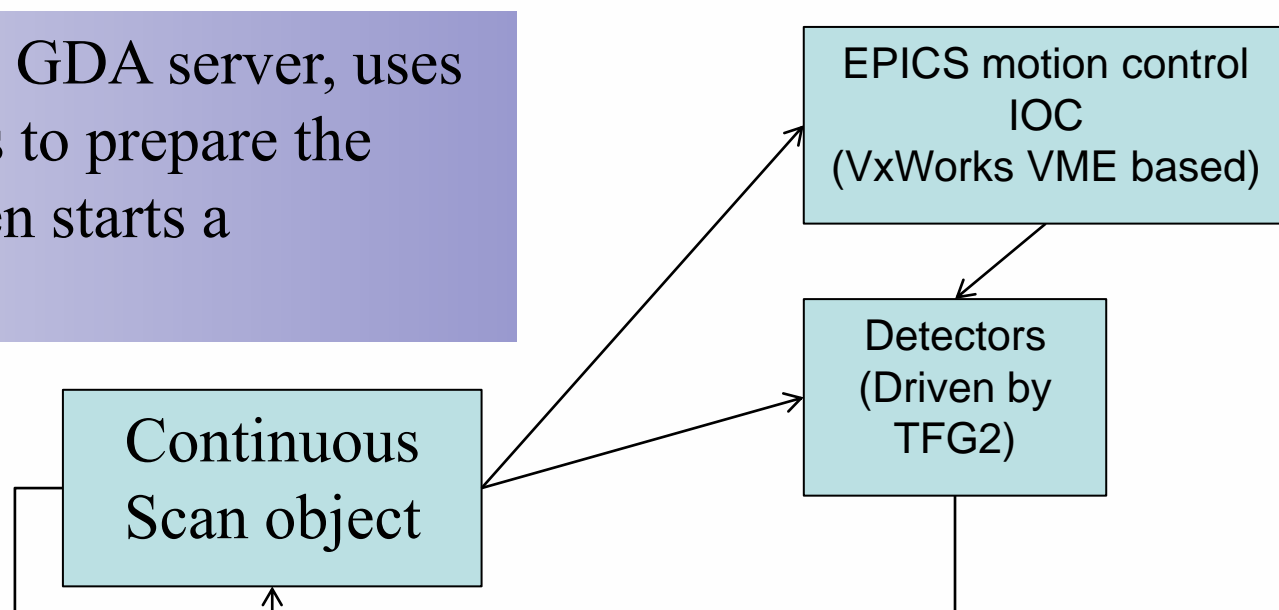 GDA server, uses
to prepare the
starts a
EPICS motion control
IOC
(VxWorks VME based)
Detectors
(Driven by
TFG2)
Continuous
Scan object